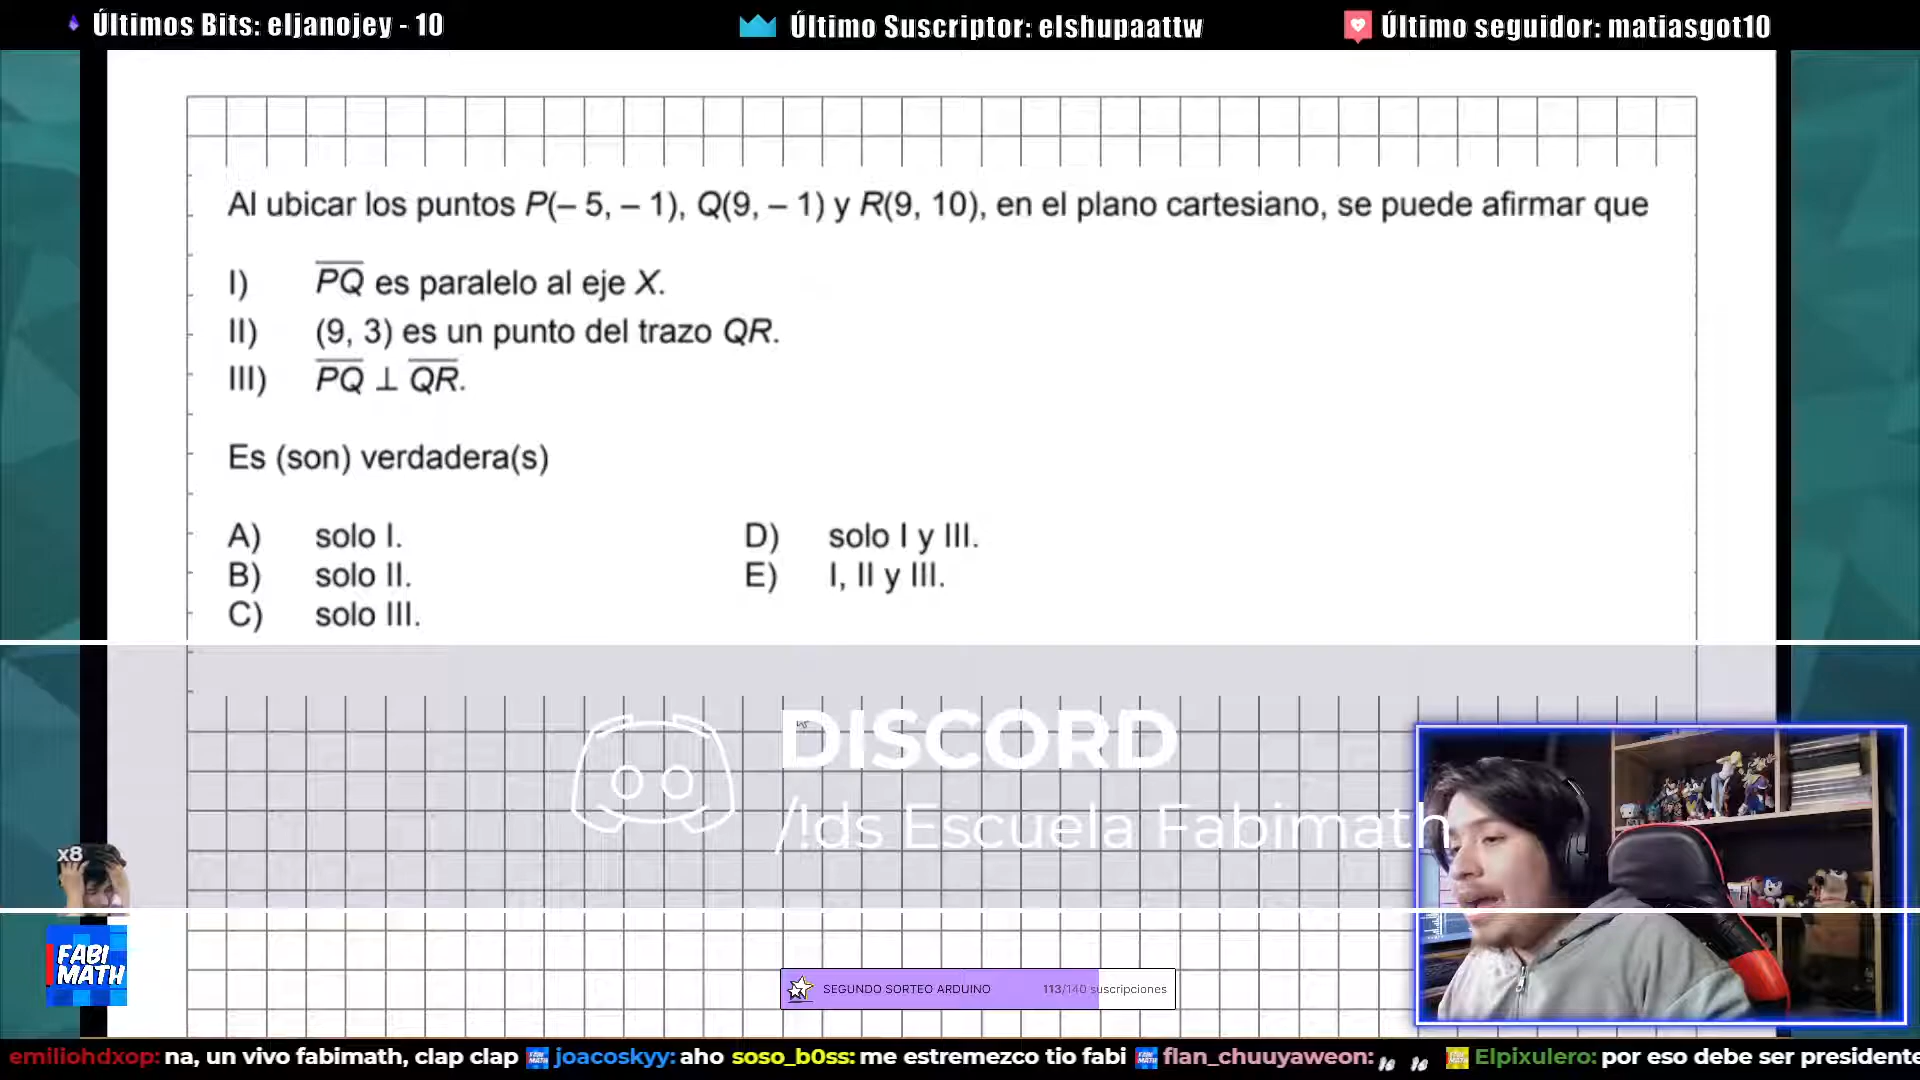 Últimos Bits: eljanojey - 10
Último Suscriptor: elshupaattw
Último seguidor: matiasgot10
Al ubicar los puntos P(– 5, – 1), Q(9, – 1) y R(9, 10), en el plano cartesiano, se puede afirmar que
I) PQ es paralelo al eje X.
II) (9, 3) es un punto del trazo QR.
III) PQ ⊥ QR.
Es (son) verdadera(s)
A) solo I.
B) solo II.
C) solo III.
D) solo I y III.
E) I, II y III.
DISCORD
/!ds Escuela Fabimath
x8
FABI
MATH
SEGUNDO SORTEO ARDUINO 113/140 suscripciones
emiliohdxop: na, un vivo fabimath, clap clap joacoskyy: aho soso_b0ss: me estremezco tio fabi flan_chuuyaweon: Elpixulero: por eso debe ser presidente